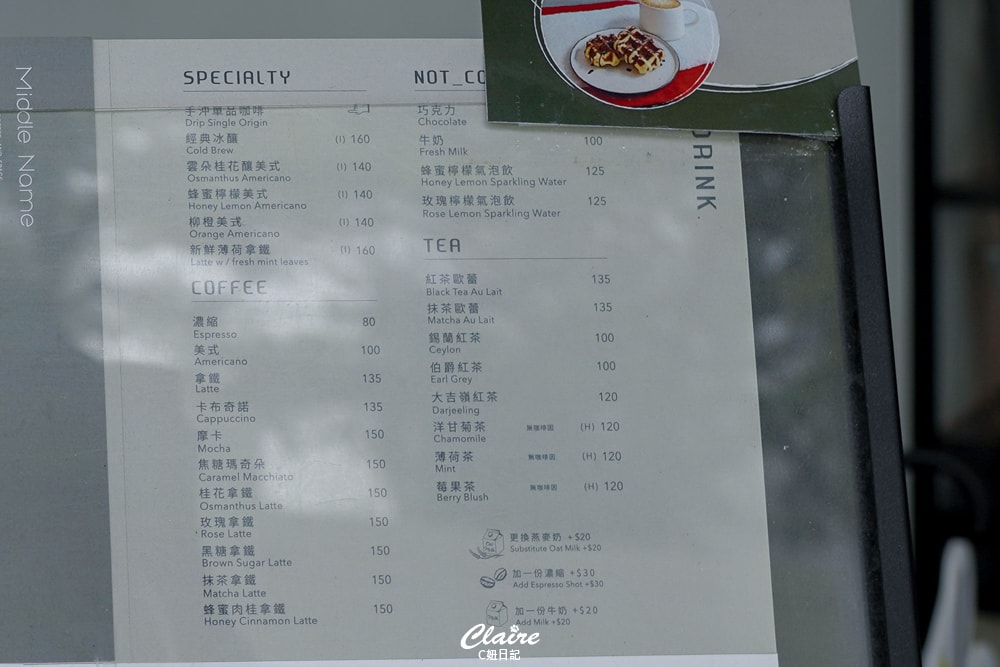 Middle Name
SPECIALTY
手沖單品咖啡
Drip Single Origin
經典冰釀 (I) 160
Cold Brew
雲朵桂花釀美式 (I) 140
Osmanthus Americano
蜂蜜檸檬美式 (I) 140
Honey Lemon Americano
柳橙美式 (I) 140
Orange Americano
新鮮薄荷拿鐵 (I) 160
Latte w / fresh mint leaves
COFFEE
濃縮 80
Espresso
美式 100
Americano
拿鐵 135
Latte
卡布奇諾 135
Cappuccino
摩卡 150
Mocha
焦糖瑪奇朵 150
Caramel Macchiato
桂花拿鐵 150
Osmanthus Latte
玫瑰拿鐵 150
Rose Latte
黑糖拿鐵 150
Brown Sugar Latte
抹茶拿鐵 150
Matcha Latte
蜂蜜肉桂拿鐵 150
Honey Cinnamon Latte
NOT_CO
巧克力
Chocolate
牛奶 100
Fresh Milk
蜂蜜檸檬氣泡飲 125
Honey Lemon Sparkling Water
玫瑰檸檬氣泡飲 125
Rose Lemon Sparkling Water
TEA
紅茶歐蕾 135
Black Tea Au Lait
抹茶歐蕾 135
Matcha Au Lait
錫蘭紅茶 100
Ceylon
伯爵紅茶 100
Earl Grey
大吉嶺紅茶 120
Darjeeling
洋甘菊茶 無咖啡因 (H) 120
Chamomile
薄荷茶 無咖啡因 (H) 120
Mint
莓果茶 無咖啡因 (H) 120
Berry Blush
更換燕麥奶 +$20
Substitute Oat Milk +$20
加一份濃縮 +$30
Add Espresso Shot +$30
加一份牛奶 +$20
Add Milk +$20
DRINK.
Claire
C妞日記